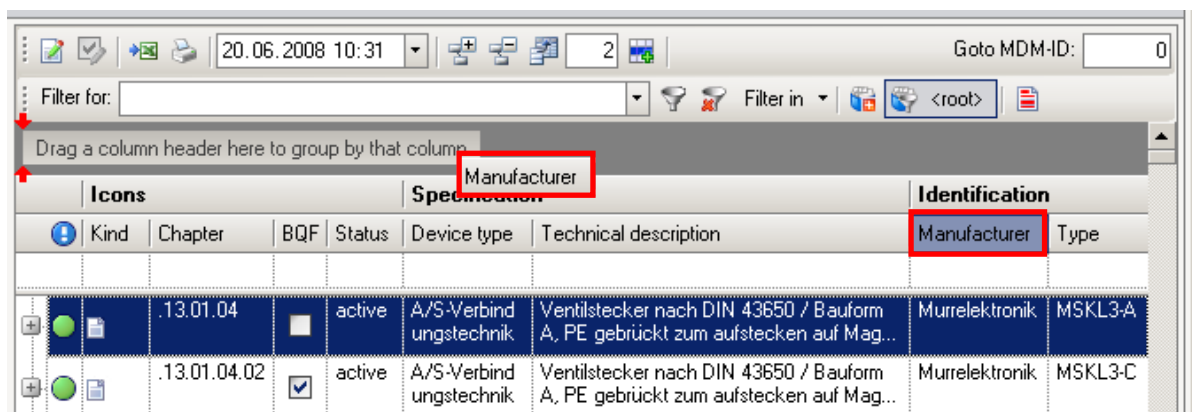 20.06.2008 10:31 2 Goto MDM-ID: 0
Filter for: Filter in <root>
Drag a column header here to group by that column
Manufacturer
Icons Identification
Kind Chapter BQF Status Device type Technical description Manufacturer Type
.13.01.04 active A/S-Verbind Ventilstecker nach DIN 43650 / Bauform Murrelektronik MSKL3-A
ungstechnik A, PE gebrückt zum aufstecken auf Mag...
.13.01.04.02 active A/S-Verbind Ventilstecker nach DIN 43650 / Bauform Murrelektronik MSKL3-C
ungstechnik A, PE gebrückt zum aufstecken auf Mag...